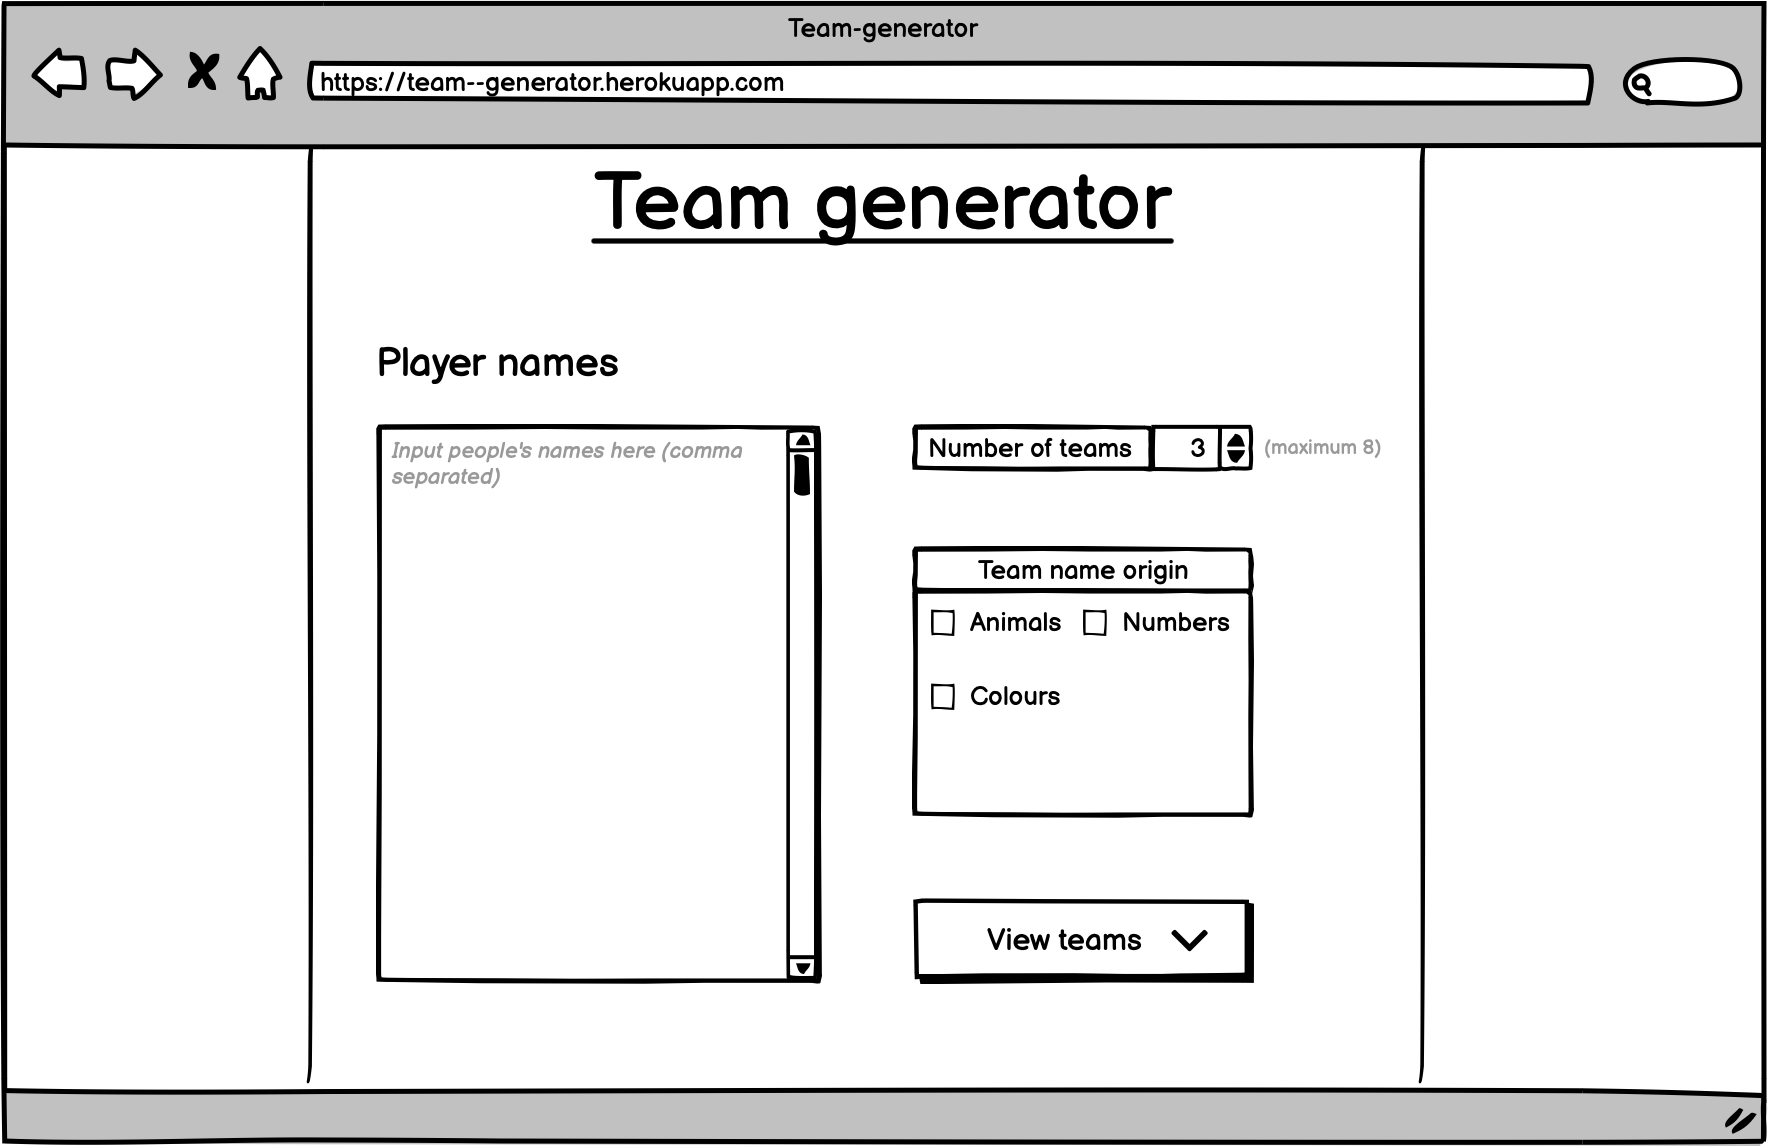 Team-generator
https://team--generator.herokuapp.com
Team generator
Player names
Input people's names here (comma
separated)
Number of teams 3 (maximum 8)
Team name origin
Animals Numbers
Colours
View teams